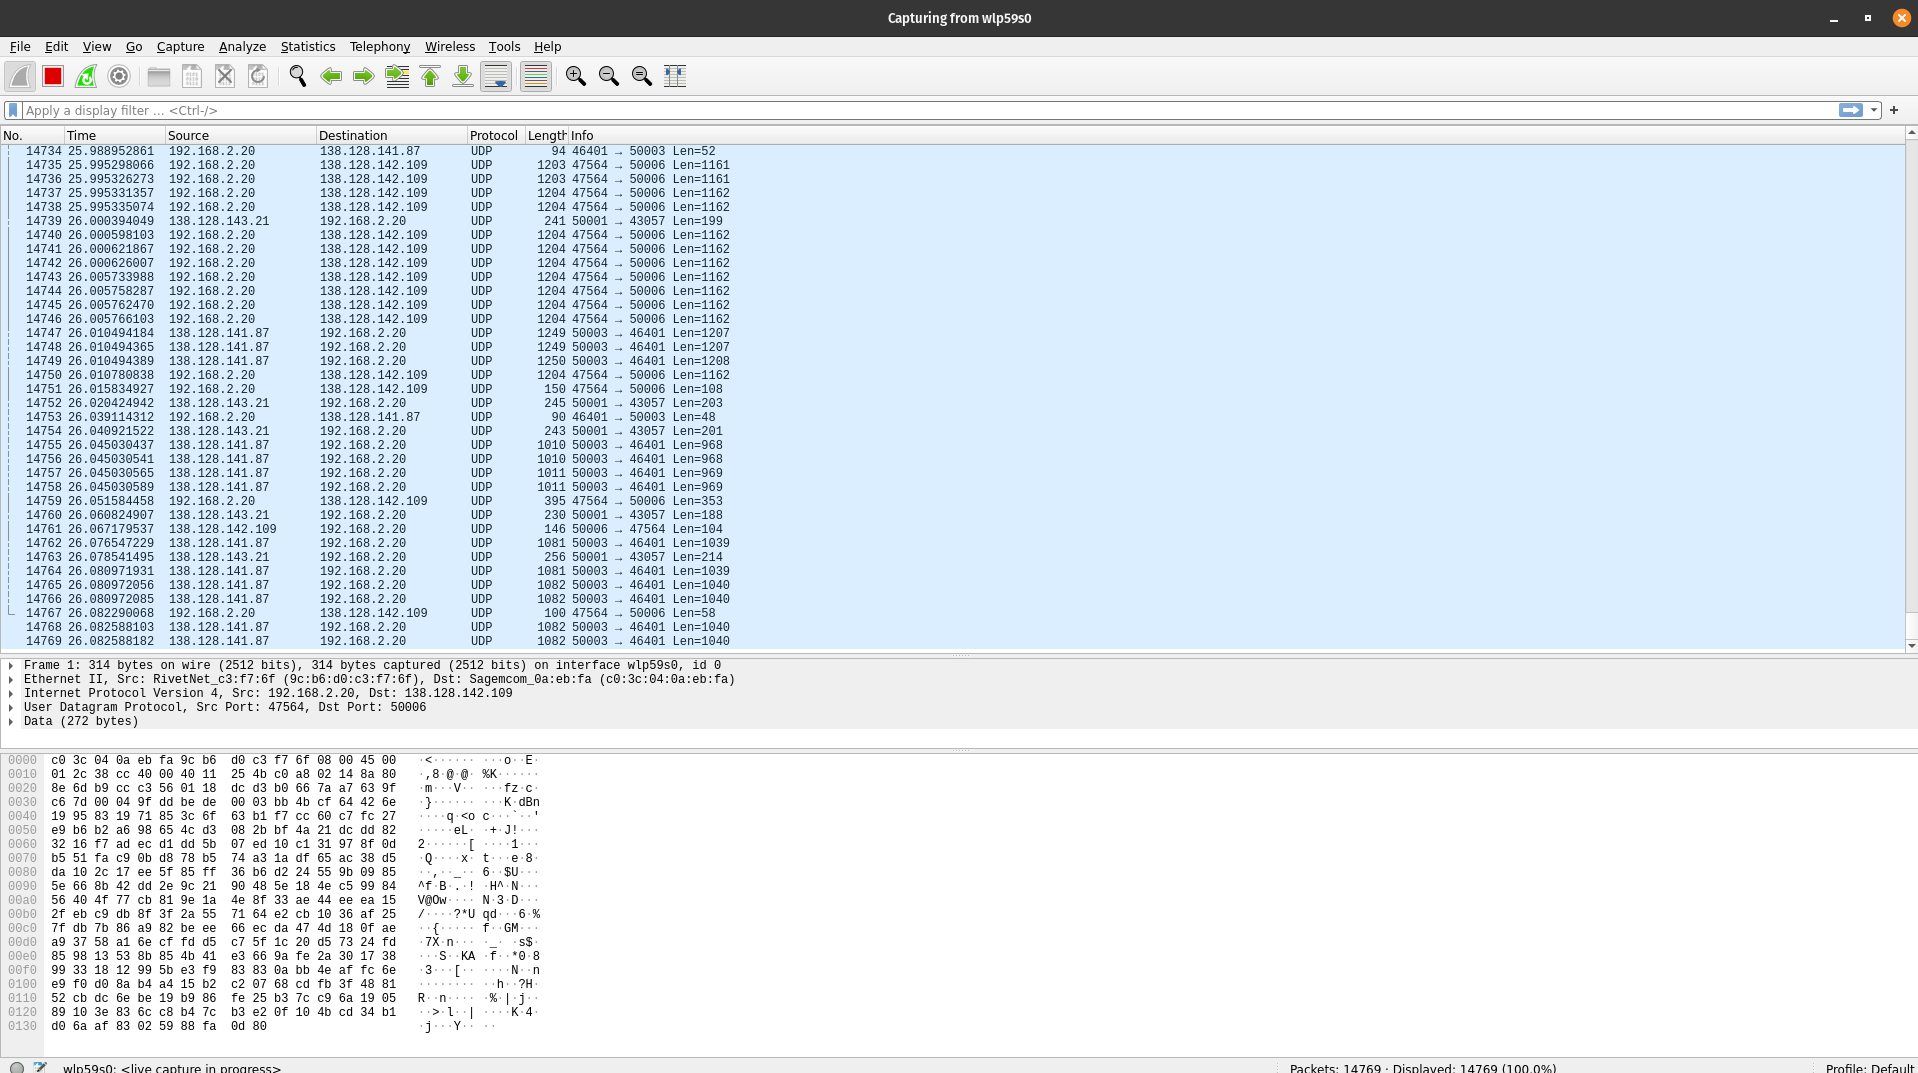 Capturing from wlp59s0
File Edit View Go Capture Analyze Statistics Telephony Wireless Tools Help
Apply a display filter … <Ctrl-/>
No. Time Source Destination Protocol Length Info
14734 25.988952861 192.168.2.20 138.128.141.87 UDP 94 46401 → 50003 Len=52
14735 25.995298066 192.168.2.20 138.128.142.109 UDP 1203 47564 → 50006 Len=1161
14736 25.995326273 192.168.2.20 138.128.142.109 UDP 1203 47564 → 50006 Len=1161
14737 25.995331357 192.168.2.20 138.128.142.109 UDP 1204 47564 → 50006 Len=1162
14738 25.995335074 192.168.2.20 138.128.142.109 UDP 1204 47564 → 50006 Len=1162
14739 26.000394049 138.128.143.21 192.168.2.20 UDP 241 50001 → 43057 Len=199
14740 26.000598103 192.168.2.20 138.128.142.109 UDP 1204 47564 → 50006 Len=1162
14741 26.000621867 192.168.2.20 138.128.142.109 UDP 1204 47564 → 50006 Len=1162
14742 26.000626007 192.168.2.20 138.128.142.109 UDP 1204 47564 → 50006 Len=1162
14743 26.005733988 192.168.2.20 138.128.142.109 UDP 1204 47564 → 50006 Len=1162
14744 26.005758287 192.168.2.20 138.128.142.109 UDP 1204 47564 → 50006 Len=1162
14745 26.005762470 192.168.2.20 138.128.142.109 UDP 1204 47564 → 50006 Len=1162
14746 26.005766103 192.168.2.20 138.128.142.109 UDP 1204 47564 → 50006 Len=1162
14747 26.010494184 138.128.141.87 192.168.2.20 UDP 1249 50003 → 46401 Len=1207
14748 26.010494365 138.128.141.87 192.168.2.20 UDP 1249 50003 → 46401 Len=1207
14749 26.010494389 138.128.141.87 192.168.2.20 UDP 1250 50003 → 46401 Len=1208
14750 26.010780838 192.168.2.20 138.128.142.109 UDP 1204 47564 → 50006 Len=1162
14751 26.015834927 192.168.2.20 138.128.142.109 UDP 150 47564 → 50006 Len=108
14752 26.020424942 138.128.143.21 192.168.2.20 UDP 245 50001 → 43057 Len=203
14753 26.039114312 192.168.2.20 138.128.141.87 UDP 90 46401 → 50003 Len=48
14754 26.040921522 138.128.143.21 192.168.2.20 UDP 243 50001 → 43057 Len=201
14755 26.045030437 138.128.141.87 192.168.2.20 UDP 1010 50003 → 46401 Len=968
14756 26.045030541 138.128.141.87 192.168.2.20 UDP 1010 50003 → 46401 Len=968
14757 26.045030565 138.128.141.87 192.168.2.20 UDP 1011 50003 → 46401 Len=969
14758 26.045030589 138.128.141.87 192.168.2.20 UDP 1011 50003 → 46401 Len=969
14759 26.051584458 192.168.2.20 138.128.142.109 UDP 395 47564 → 50006 Len=353
14760 26.060824907 138.128.143.21 192.168.2.20 UDP 230 50001 → 43057 Len=188
14761 26.067179537 138.128.142.109 192.168.2.20 UDP 146 50006 → 47564 Len=104
14762 26.076547229 138.128.141.87 192.168.2.20 UDP 1081 50003 → 46401 Len=1039
14763 26.078541495 138.128.143.21 192.168.2.20 UDP 256 50001 → 43057 Len=214
14764 26.080971931 138.128.141.87 192.168.2.20 UDP 1081 50003 → 46401 Len=1039
14765 26.080972056 138.128.141.87 192.168.2.20 UDP 1082 50003 → 46401 Len=1040
14766 26.080972085 138.128.141.87 192.168.2.20 UDP 1082 50003 → 46401 Len=1040
14767 26.082290068 192.168.2.20 138.128.142.109 UDP 100 47564 → 50006 Len=58
14768 26.082588103 138.128.141.87 192.168.2.20 UDP 1082 50003 → 46401 Len=1040
14769 26.082588182 138.128.141.87 192.168.2.20 UDP 1082 50003 → 46401 Len=1040
Frame 1: 314 bytes on wire (2512 bits), 314 bytes captured (2512 bits) on interface wlp59s0, id 0
Ethernet II, Src: RivetNet_c3:f7:6f (9c:b6:d0:c3:f7:6f), Dst: Sagemcom_0a:eb:fa (c0:3c:04:0a:eb:fa)
Internet Protocol Version 4, Src: 192.168.2.20, Dst: 138.128.142.109
User Datagram Protocol, Src Port: 47564, Dst Port: 50006
Data (272 bytes)
0000 c0 3c 04 0a eb fa 9c b6 d0 c3 f7 6f 08 00 45 00 ·<······ ···o··E·
0010 01 2c 38 cc 40 00 40 11 25 4b c0 a8 02 14 8a 80 ·,8·@·@· %K······
0020 8e 6d b9 cc c3 56 01 18 dc d3 b0 66 7a a7 63 9f ·m···V·· ···fz·c·
0030 c6 7d 00 04 9f dd be de 00 03 bb 4b cf 64 42 6e ·}······ ···K·dBn
0040 19 95 83 19 71 85 3c 6f 63 b1 f7 cc 60 c7 fc 27 ····q·<o c···`··'
0050 e9 b6 b2 a6 98 65 4c d3 08 2b bf 4a 21 dc dd 82 ·····eL· ·+·J!···
0060 32 16 f7 ad ec d1 dd 5b 07 ed 10 c1 31 97 8f 0d 2······[ ····1···
0070 b5 51 fa c9 0b d8 78 b5 74 a3 1a df 65 ac 38 d5 ·Q····x· t···e·8·
0080 da 10 2c 17 ee 5f 85 ff 36 b6 d2 24 55 9b 09 85 ··,··_·· 6··$U···
0090 5e 66 8b 42 dd 2e 9c 21 90 48 5e 18 4e c5 99 84 ^f·B·.·! ·H^·N···
00a0 56 40 4f 77 cb 81 9e 1a 4e 8f 33 ae 44 ee ea 15 V@Ow···· N·3·D···
00b0 2f eb c9 db 8f 3f 2a 55 71 64 e2 cb 10 36 af 25 /····?*U qd···6·%
00c0 7f db 7b 86 a9 82 be ee 66 ec da 47 4d 18 0f ae ··{····· f··GM···
00d0 a9 37 58 a1 6e cf fd d5 c7 5f 1c 20 d5 73 24 fd ·7X·n··· ·_· ·s$·
00e0 85 98 13 53 8b 85 4b 41 e3 66 9a fe 2a 30 17 38 ···S··KA ·f··*0·8
00f0 99 33 18 12 99 5b e3 f9 83 83 0a bb 4e af fc 6e ·3···[·· ····N··n
0100 e9 f0 d0 8a b4 a4 15 b2 c2 07 68 cd fb 3f 48 81 ········ ··h··?H·
0110 52 cb dc 6e be 19 b9 86 fe 25 b3 7c c9 6a 19 05 R··n···· ·%·|·j··
0120 89 10 3e 83 6c c8 b4 7c b3 e2 0f 10 4b cd 34 b1 ··>·l··| ····K·4·
0130 d0 6a af 83 02 59 88 fa 0d 80 ·j···Y·· ··
wlp59s0: <live capture in progress> Packets: 14769 · Displayed: 14769 (100.0%) Profile: Default